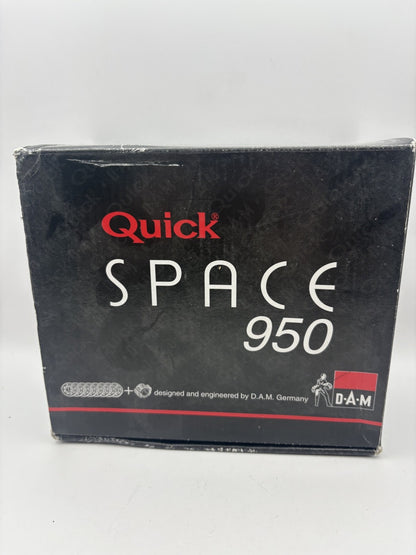 Quick®
SPACE
950
+ designed and engineered by D.A.M. Germany
D·A·M